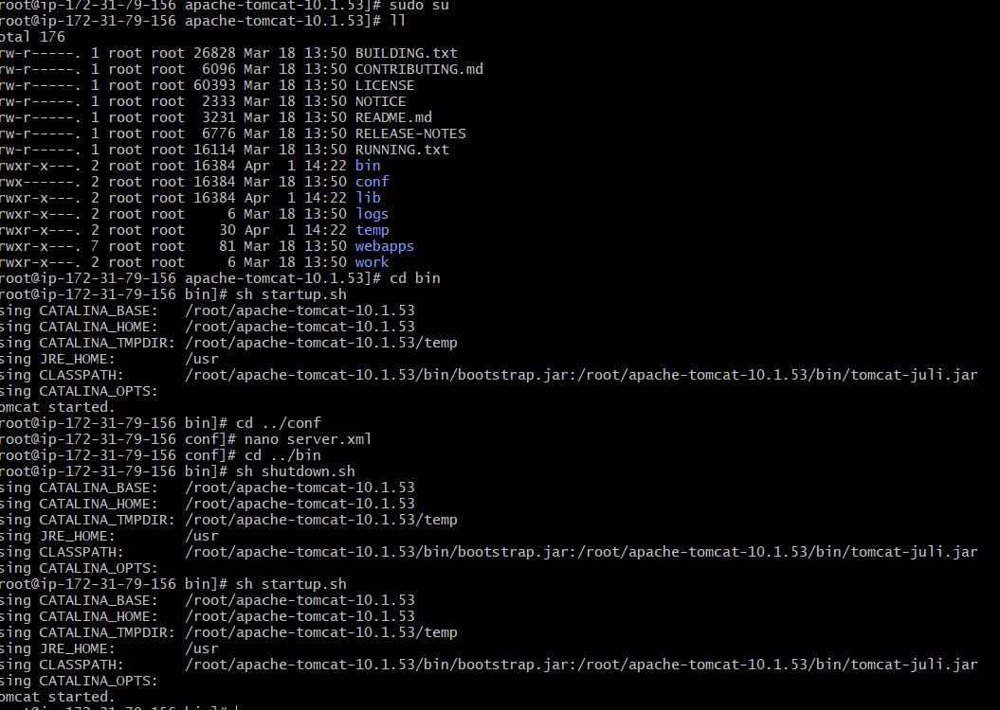 root@ip-172-31-79-156 apache-tomcat-10.1.53]# sudo su
root@ip-172-31-79-156 apache-tomcat-10.1.53]# ll
otal 176
rw-r-----. 1 root root 26828 Mar 18 13:50 BUILDING.txt
rw-r-----. 1 root root  6096 Mar 18 13:50 CONTRIBUTING.md
rw-r-----. 1 root root 60393 Mar 18 13:50 LICENSE
rw-r-----. 1 root root  2333 Mar 18 13:50 NOTICE
rw-r-----. 1 root root  3231 Mar 18 13:50 README.md
rw-r-----. 1 root root  6776 Mar 18 13:50 RELEASE-NOTES
rw-r-----. 1 root root 16114 Mar 18 13:50 RUNNING.txt
rwxr-x---. 2 root root 16384 Apr  1 14:22 bin
rwx------. 2 root root 16384 Mar 18 13:50 conf
rwxr-x---. 2 root root 16384 Apr  1 14:22 lib
rwxr-x---. 2 root root     6 Mar 18 13:50 logs
rwxr-x---. 2 root root    30 Apr  1 14:22 temp
rwxr-x---. 7 root root    81 Mar 18 13:50 webapps
rwxr-x---. 2 root root     6 Mar 18 13:50 work
root@ip-172-31-79-156 apache-tomcat-10.1.53]# cd bin
root@ip-172-31-79-156 bin]# sh startup.sh
sing CATALINA_BASE:   /root/apache-tomcat-10.1.53
sing CATALINA_HOME:   /root/apache-tomcat-10.1.53
sing CATALINA_TMPDIR: /root/apache-tomcat-10.1.53/temp
sing JRE_HOME:        /usr
sing CLASSPATH:       /root/apache-tomcat-10.1.53/bin/bootstrap.jar:/root/apache-tomcat-10.1.53/bin/tomcat-juli.jar
sing CATALINA_OPTS:
omcat started.
root@ip-172-31-79-156 bin]# cd ../conf
root@ip-172-31-79-156 conf]# nano server.xml
root@ip-172-31-79-156 conf]# cd ../bin
root@ip-172-31-79-156 bin]# sh shutdown.sh
sing CATALINA_BASE:   /root/apache-tomcat-10.1.53
sing CATALINA_HOME:   /root/apache-tomcat-10.1.53
sing CATALINA_TMPDIR: /root/apache-tomcat-10.1.53/temp
sing JRE_HOME:        /usr
sing CLASSPATH:       /root/apache-tomcat-10.1.53/bin/bootstrap.jar:/root/apache-tomcat-10.1.53/bin/tomcat-juli.jar
sing CATALINA_OPTS:
root@ip-172-31-79-156 bin]# sh startup.sh
sing CATALINA_BASE:   /root/apache-tomcat-10.1.53
sing CATALINA_HOME:   /root/apache-tomcat-10.1.53
sing CATALINA_TMPDIR: /root/apache-tomcat-10.1.53/temp
sing JRE_HOME:        /usr
sing CLASSPATH:       /root/apache-tomcat-10.1.53/bin/bootstrap.jar:/root/apache-tomcat-10.1.53/bin/tomcat-juli.jar
sing CATALINA_OPTS:
omcat started.
root@ip-172-31-79-156 bin]#